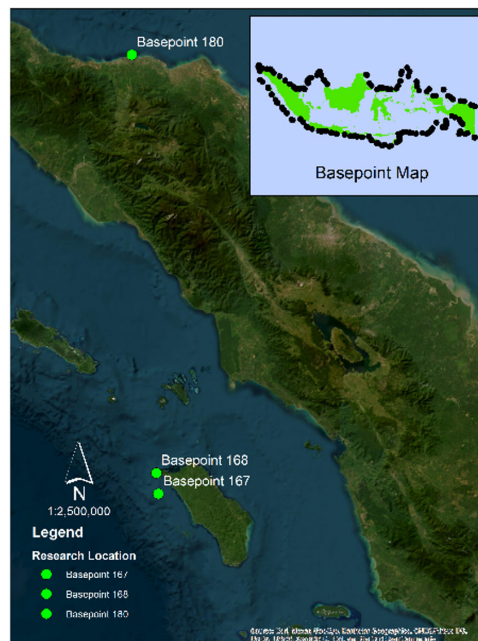 Basepoint 180
Basepoint Map
Basepoint 168
Basepoint 167
N
1:2,500,000
Legend
Research Location
Basepoint 167
Basepoint 168
Basepoint 180